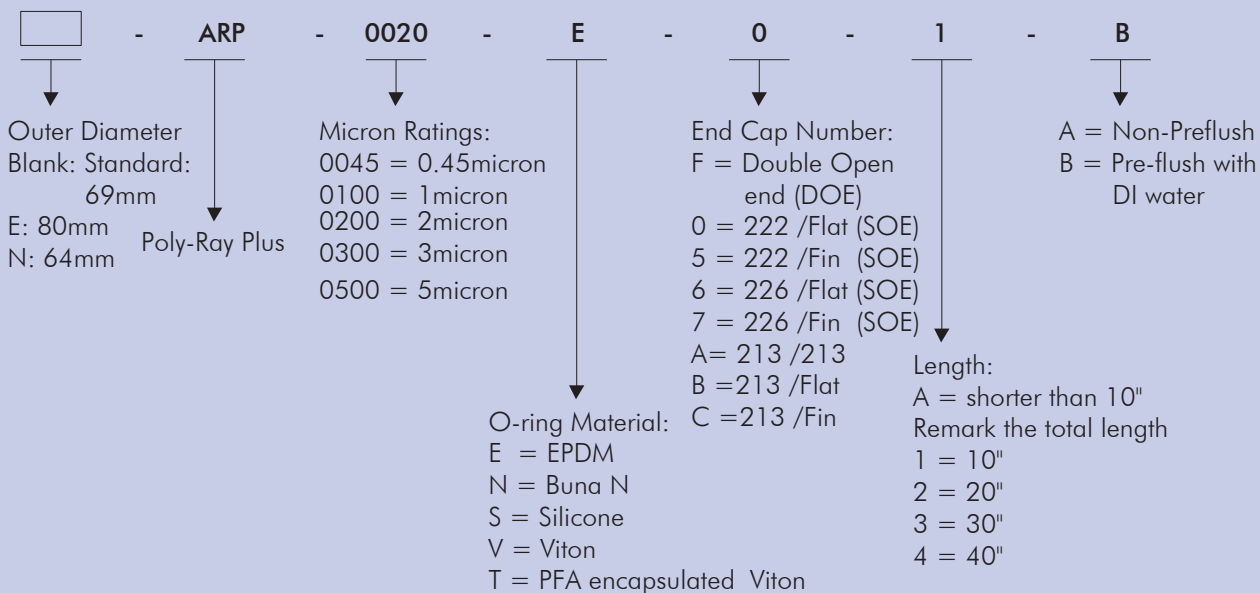 - ARP - 0020 - E - 0 - 1 - B
Outer Diameter
Blank: Standard:
69mm
E: 80mm
N: 64mm
Poly-Ray Plus
Micron Ratings:
0045 = 0.45micron
0100 = 1micron
0200 = 2micron
0300 = 3micron
0500 = 5micron
O-ring Material:
E = EPDM
N = Buna N
S = Silicone
V = Viton
T = PFA encapsulated Viton
End Cap Number:
F = Double Open
end (DOE)
0 = 222 /Flat (SOE)
5 = 222 /Fin (SOE)
6 = 226 /Flat (SOE)
7 = 226 /Fin (SOE)
A= 213 /213
B =213 /Flat
C =213 /Fin
Length:
A = shorter than 10"
Remark the total length
1 = 10"
2 = 20"
3 = 30"
4 = 40"
A = Non-Preflush
B = Pre-flush with
DI water